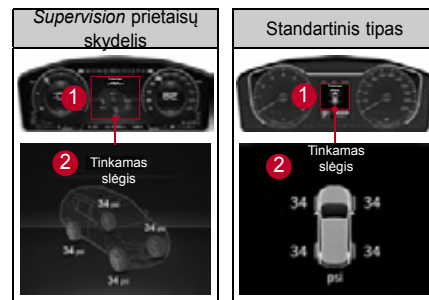 Supervision prietaisų
skydelis
Standartinis tipas
1
1
2
Tinkamas
slėgis
34 psi
34 psi
34 psi
34 psi
2
Tinkamas
slėgis
34 34
34 34
psi